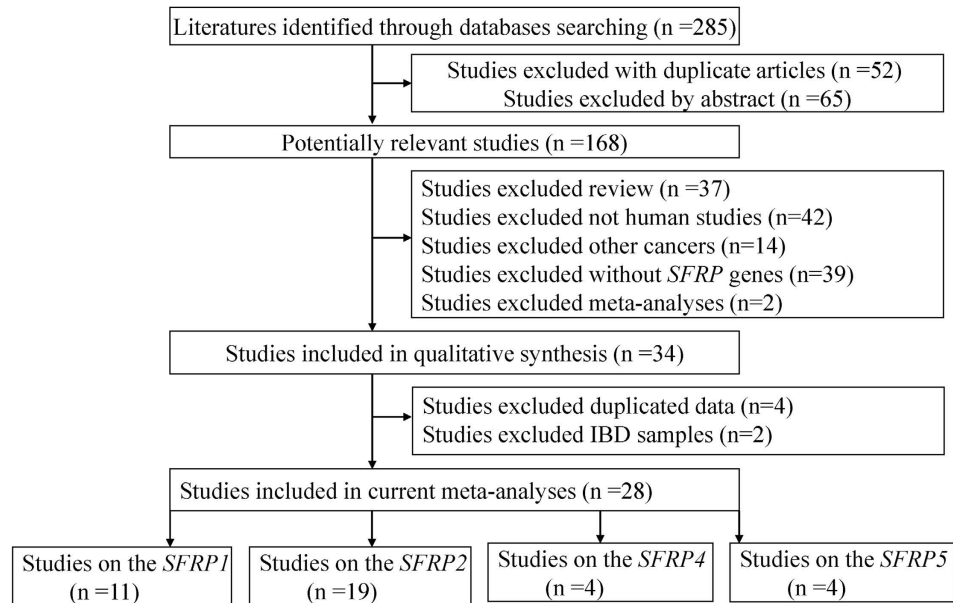 Literatures identified through databases searching (n =285)
Studies excluded with duplicate articles (n =52)
Studies excluded by abstract (n =65)
Potentially relevant studies (n =168)
Studies excluded review (n =37)
Studies excluded not human studies (n=42)
Studies excluded other cancers (n=14)
Studies excluded without SFRP genes (n=39)
Studies excluded meta-analyses (n=2)
Studies included in qualitative synthesis (n =34)
Studies excluded duplicated data (n=4)
Studies excluded IBD samples (n=2)
Studies included in current meta-analyses (n =28)
Studies on the SFRP1
(n =11)
Studies on the SFRP2
(n =19)
Studies on the SFRP4
(n =4)
Studies on the SFRP5
(n =4)